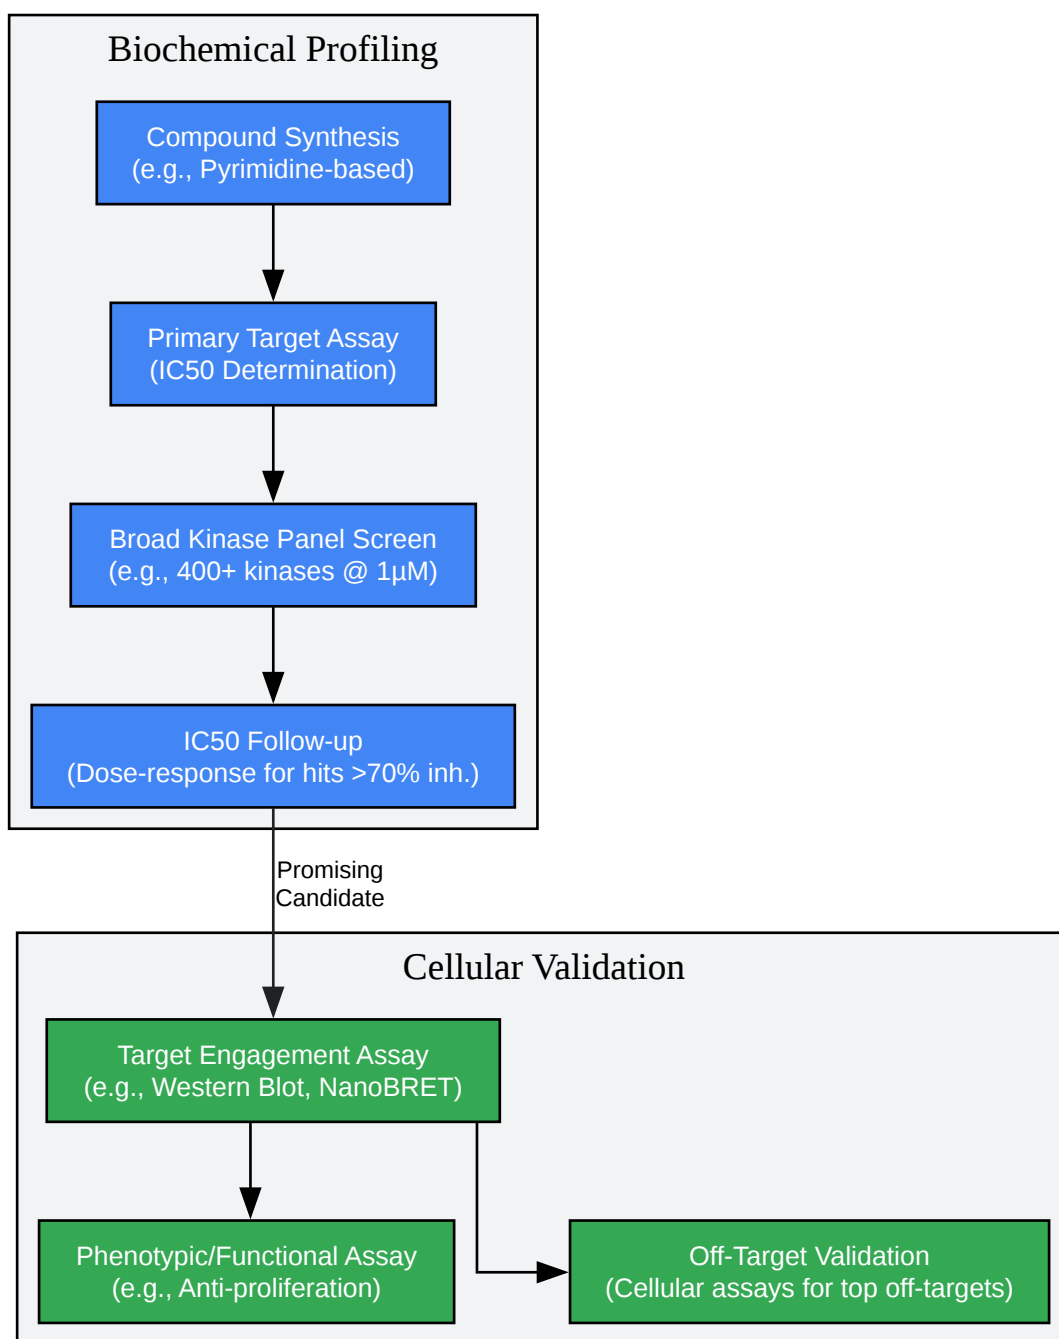 Biochemical Profiling
Compound Synthesis
(e.g., Pyrimidine-based)
Primary Target Assay
(IC50 Determination)
Broad Kinase Panel Screen
(e.g., 400+ kinases @ 1µM)
IC50 Follow-up
(Dose-response for hits >70% inh.)
Promising
Candidate
Cellular Validation
Target Engagement Assay
(e.g., Western Blot, NanoBRET)
Phenotypic/Functional Assay
(e.g., Anti-proliferation)
Off-Target Validation
(Cellular assays for top off-targets)